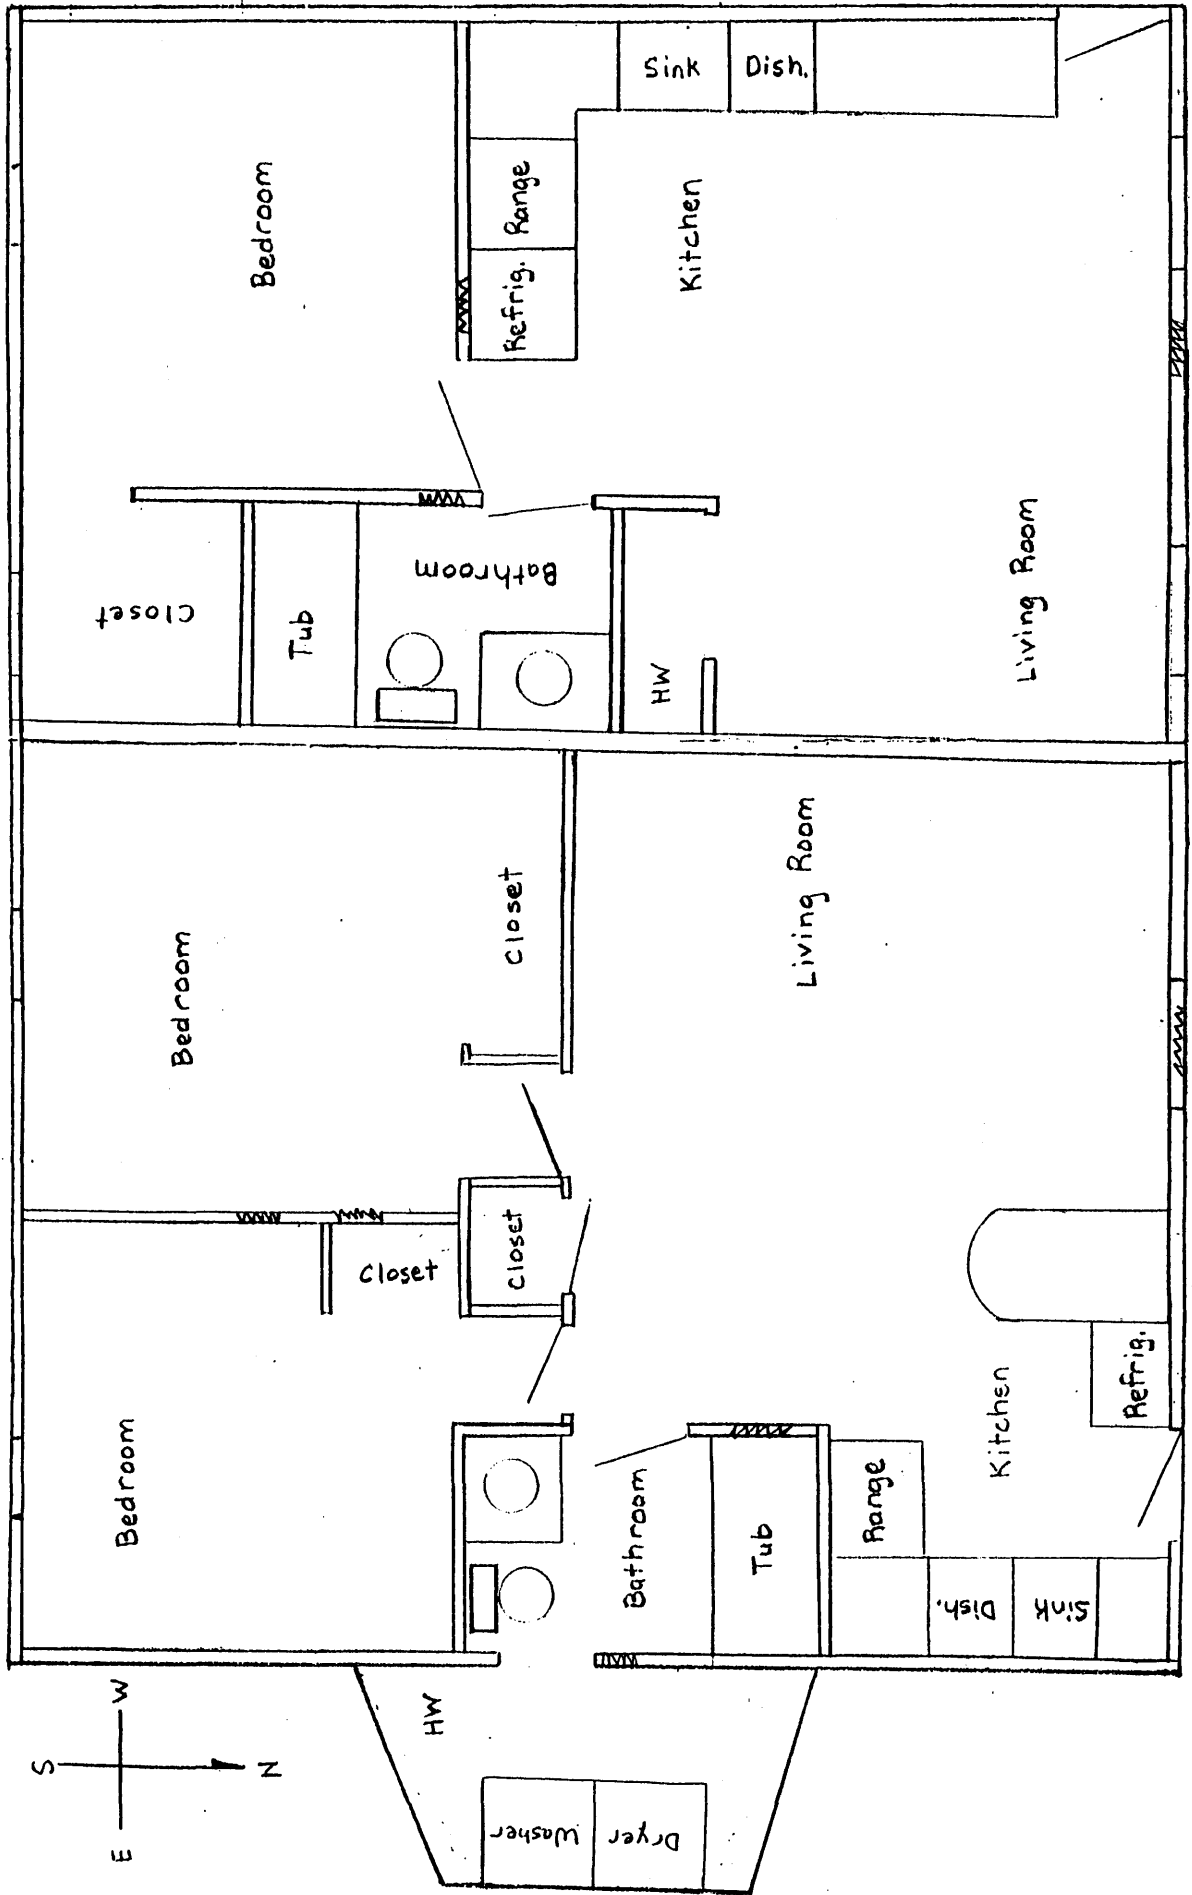 Sink
Dish.
Bedroom
Range
Refrig.
Kitchen
Closet
Tub
Bathroom
HW
Living Room
Bedroom
Closet
Living Room
Closet
Closet
Bedroom
Bathroom
Tub
Range
Kitchen
Refrig.
Dish.
Sink
HW
Washer
Dryer
S
W
E
N